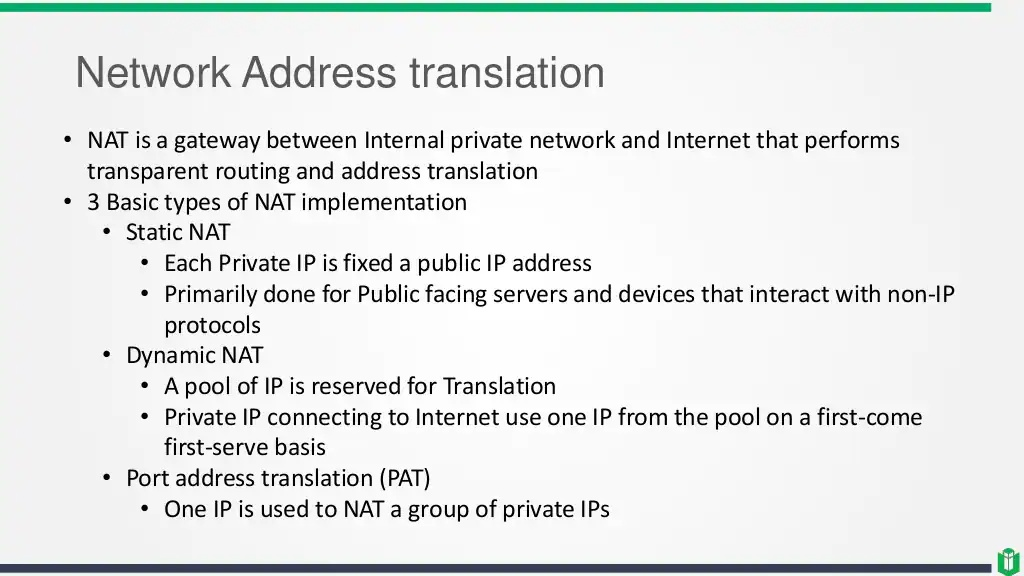 Network Address translation
• NAT is a gateway between Internal private network and Internet that performs
transparent routing and address translation
• 3 Basic types of NAT implementation
• Static NAT
• Each Private IP is fixed a public IP address
• Primarily done for Public facing servers and devices that interact with non-IP
protocols
• Dynamic NAT
• A pool of IP is reserved for Translation
• Private IP connecting to Internet use one IP from the pool on a first-come
first-serve basis
• Port address translation (PAT)
• One IP is used to NAT a group of private IPs